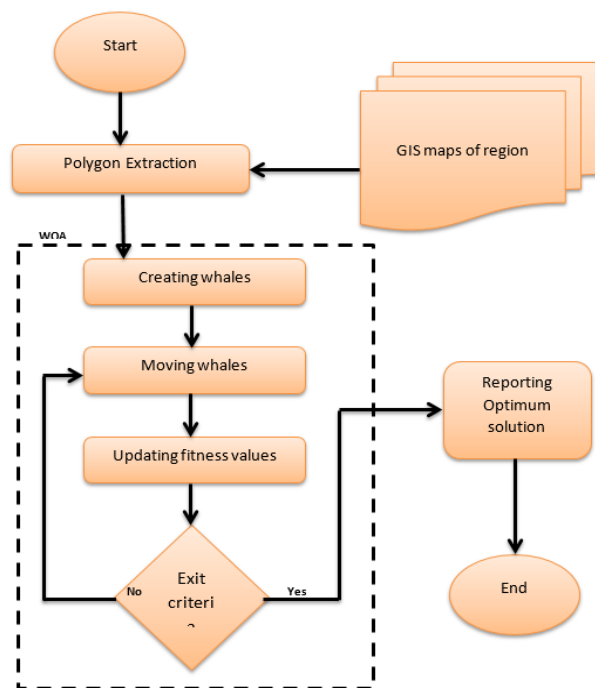 Start
GIS maps of region
Polygon Extraction
WOA
Creating whales
Moving whales
Updating fitness values
Exit
criteri
No
Yes
Reporting
Optimum
solution
End